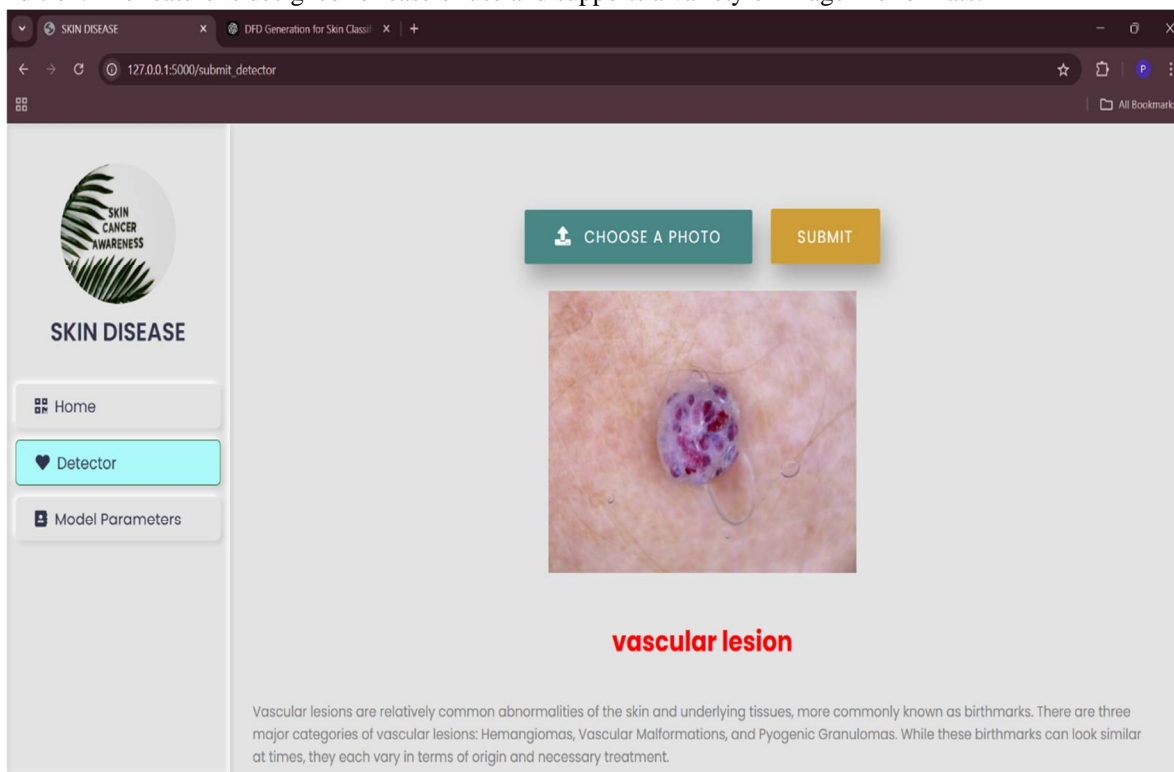 SKIN DISEASE
DFD Generation for Skin Classifi
127.0.0.1:5000/submit_detector
P
All Bookmarks
SKIN
CANCER
AWARENESS
SKIN DISEASE
Home
Detector
Model Parameters
CHOOSE A PHOTO
SUBMIT
vascular lesion
Vascular lesions are relatively common abnormalities of the skin and underlying tissues, more commonly known as birthmarks. There are three
major categories of vascular lesions: Hemangiomas, Vascular Malformations, and Pyogenic Granulomas. While these birthmarks can look similar
at times, they each vary in terms of origin and necessary treatment.